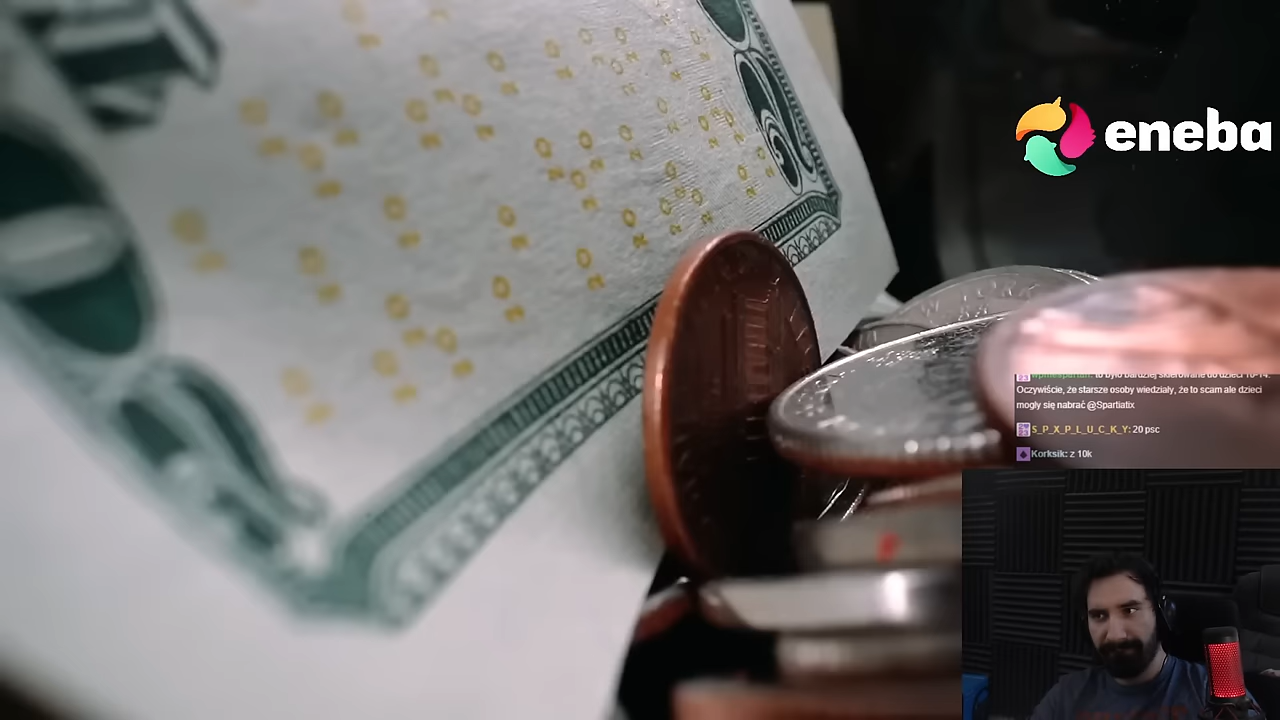 eneba
to było bardziej skierowane do dzieci 10-14.
Oczywiście, że starsze osoby wiedziały, że to scam ale dzieci
mogły się nabrać @Spartiatix
S_P_X_P_L_U_C_K_Y: 20 psc
Korksik: z 10k